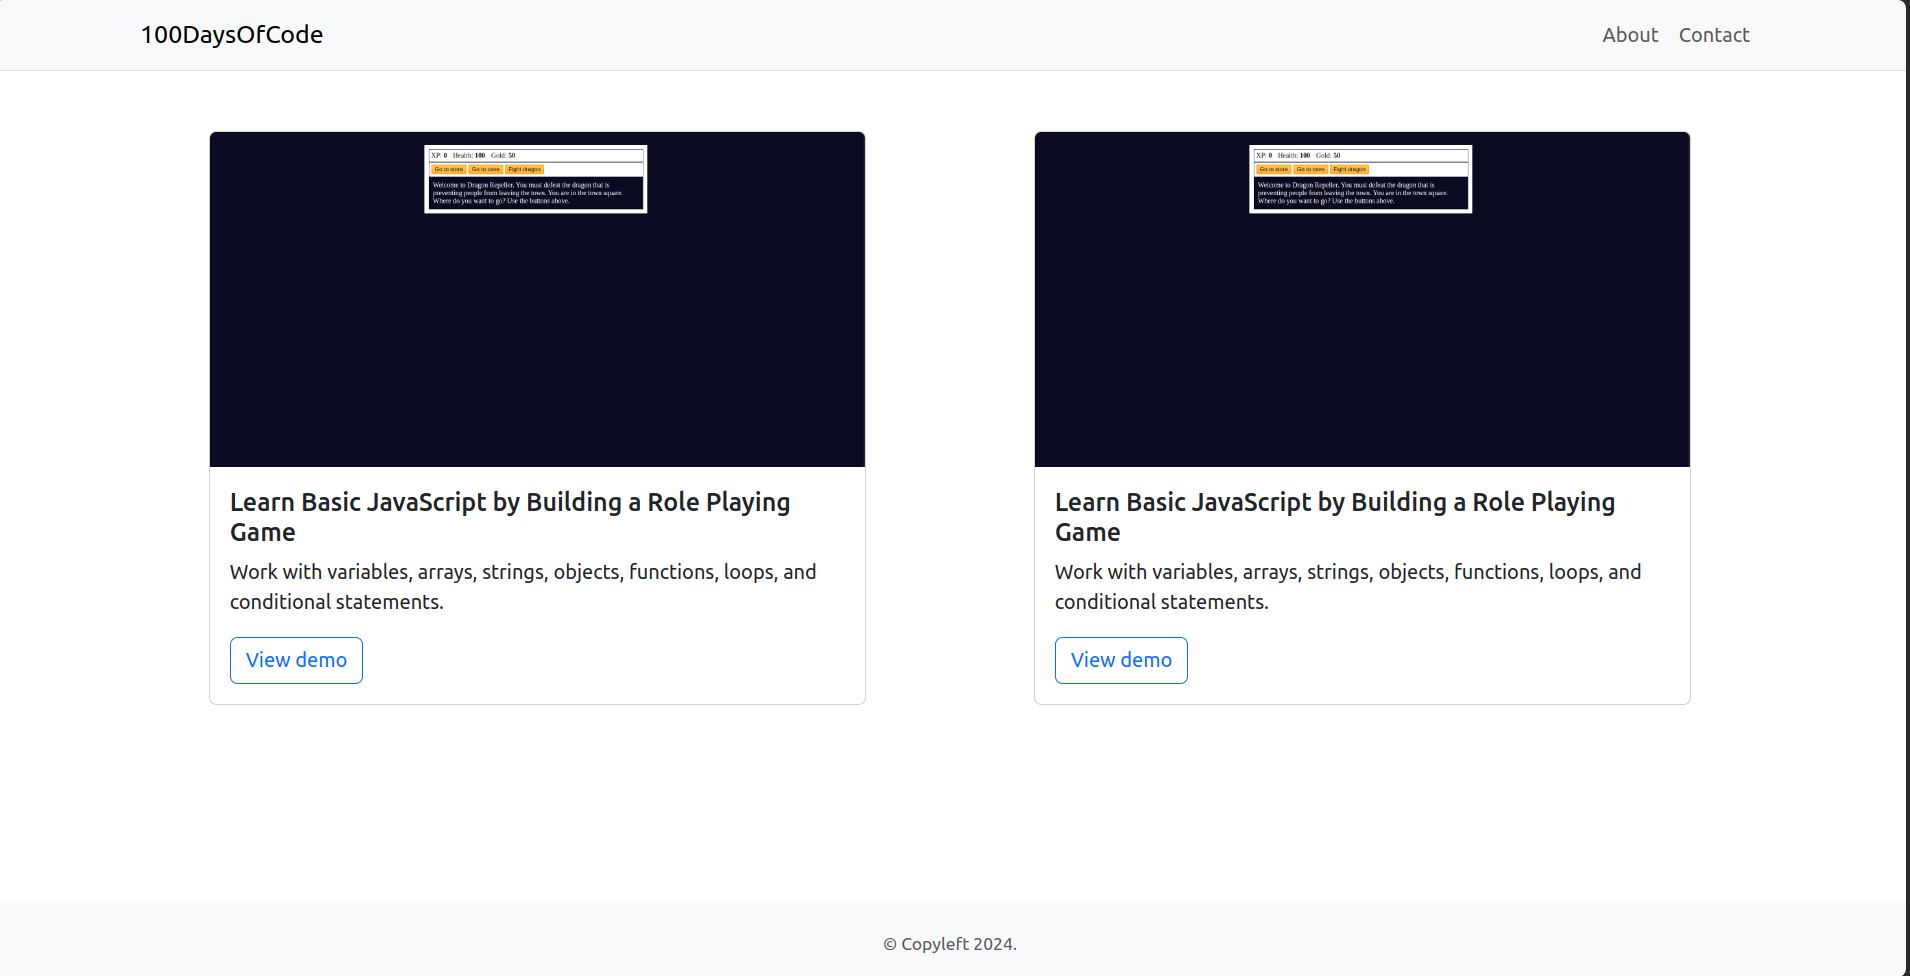 100DaysOfCode
About Contact
XP: 0 Health: 100 Gold: 50
Go to store Go to cave Fight dragon
Welcome to Dragon Repeller. You must defeat the dragon that is
preventing people from leaving the town. You are in the town square.
Where do you want to go? Use the buttons above.
Learn Basic JavaScript by Building a Role Playing
Game
Work with variables, arrays, strings, objects, functions, loops, and
conditional statements.
View demo
XP: 0 Health: 100 Gold: 50
Go to store Go to cave Fight dragon
Welcome to Dragon Repeller. You must defeat the dragon that is
preventing people from leaving the town. You are in the town square.
Where do you want to go? Use the buttons above.
Learn Basic JavaScript by Building a Role Playing
Game
Work with variables, arrays, strings, objects, functions, loops, and
conditional statements.
View demo
© Copyleft 2024.